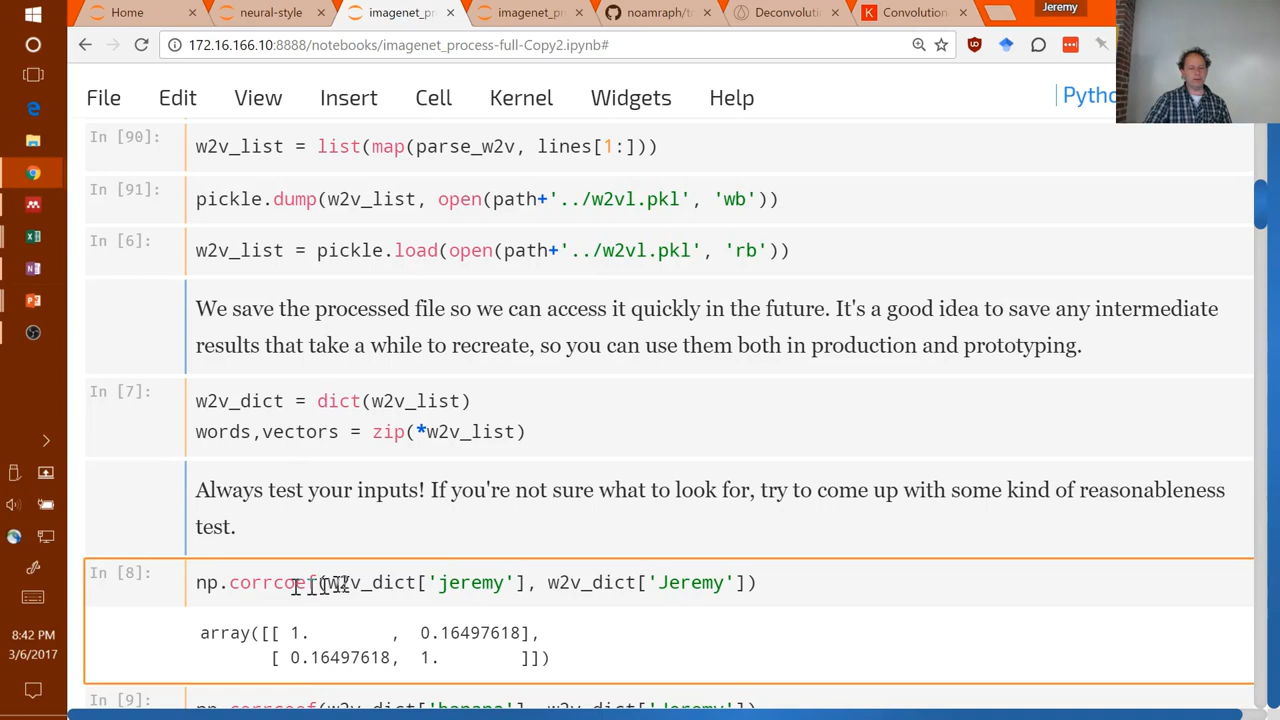 Home
neural-style
imagenet_pr
imagenet_pr
noamraph/t
Deconvoluti
Convolution
Jeremy
172.16.166.10:8888/notebooks/imagenet_process-full-Copy2.ipynb#
File Edit View Insert Cell Kernel Widgets Help
Pytho
In [90]: w2v_list = list(map(parse_w2v, lines[1:]))
In [91]: pickle.dump(w2v_list, open(path+'../w2vl.pkl', 'wb'))
In [6]: w2v_list = pickle.load(open(path+'../w2vl.pkl', 'rb'))
We save the processed file so we can access it quickly in the future. It's a good idea to save any intermediate
results that take a while to recreate, so you can use them both in production and prototyping.
In [7]: w2v_dict = dict(w2v_list)
words,vectors = zip(*w2v_list)
Always test your inputs! If you're not sure what to look for, try to come up with some kind of reasonableness
test.
In [8]: np.corrcoef(w2v_dict['jeremy'], w2v_dict['Jeremy'])
array([[ 1. , 0.16497618],
[ 0.16497618, 1. ]])
In [9]: np.corrcoef(w2v_dict['banana'], w2v_dict['Jeremy'])
8:42 PM
3/6/2017